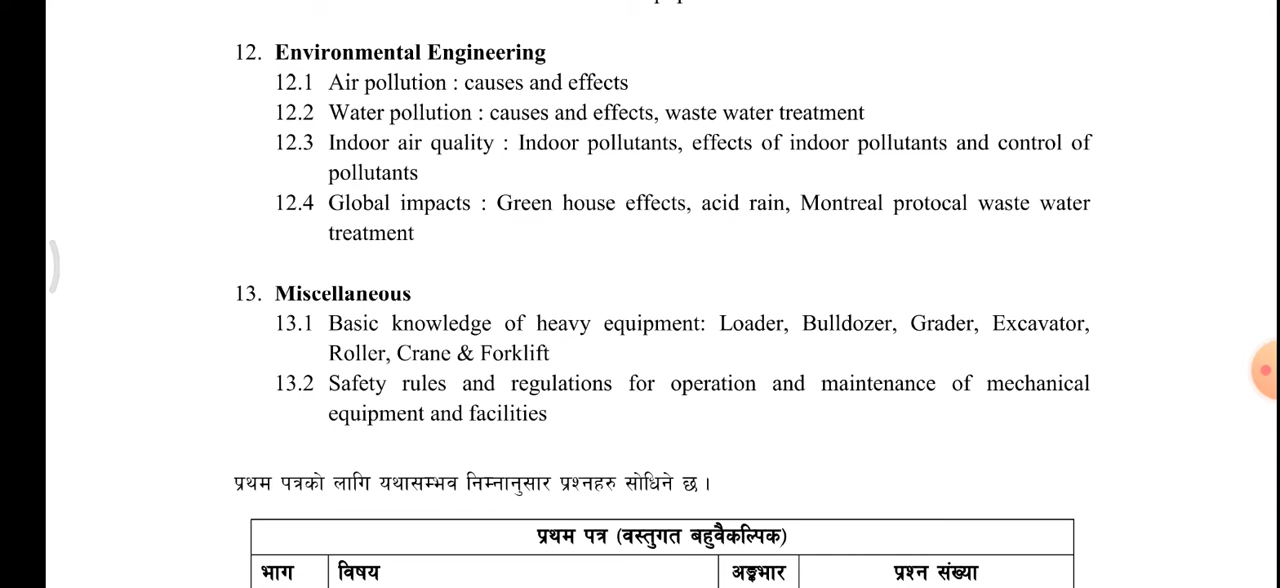 12. Environmental Engineering
12.1 Air pollution : causes and effects
12.2 Water pollution : causes and effects, waste water treatment
12.3 Indoor air quality : Indoor pollutants, effects of indoor pollutants and control of
pollutants
12.4 Global impacts : Green house effects, acid rain, Montreal protocal waste water
treatment
13. Miscellaneous
13.1 Basic knowledge of heavy equipment: Loader, Bulldozer, Grader, Excavator,
Roller, Crane & Forklift
13.2 Safety rules and regulations for operation and maintenance of mechanical
equipment and facilities
प्रथम पत्रको लागि यथासम्भव निम्नानुसार प्रश्नहरु सोधिने छ ।
प्रथम पत्र (वस्तुगत बहुवैकल्पिक)
भाग विषय अङ्कभार प्रश्न संख्या